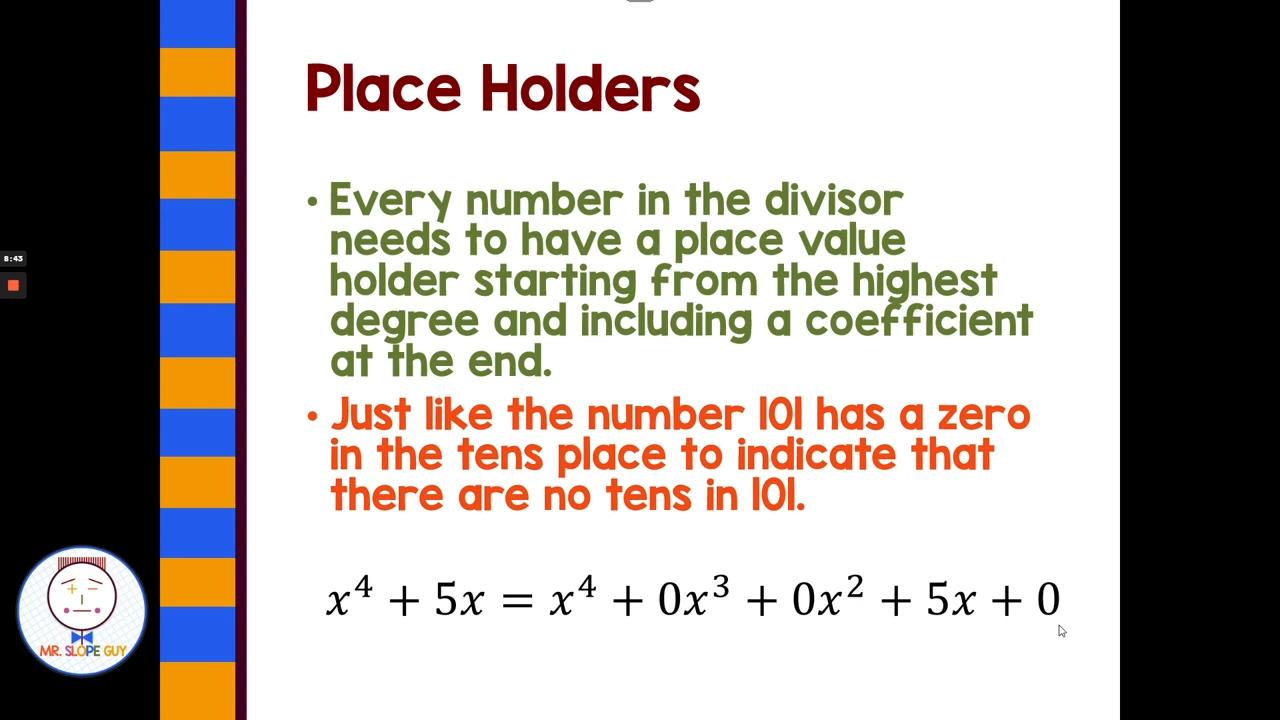 Place Holders
• Every number in the divisor
needs to have a place value
holder starting from the highest
degree and including a coefficient
at the end.
• Just like the number 101 has a zero
in the tens place to indicate that
there are no tens in 101.
x⁴ + 5x = x⁴ + 0x³ + 0x² + 5x + 0
8:43
MR. SLOPE GUY